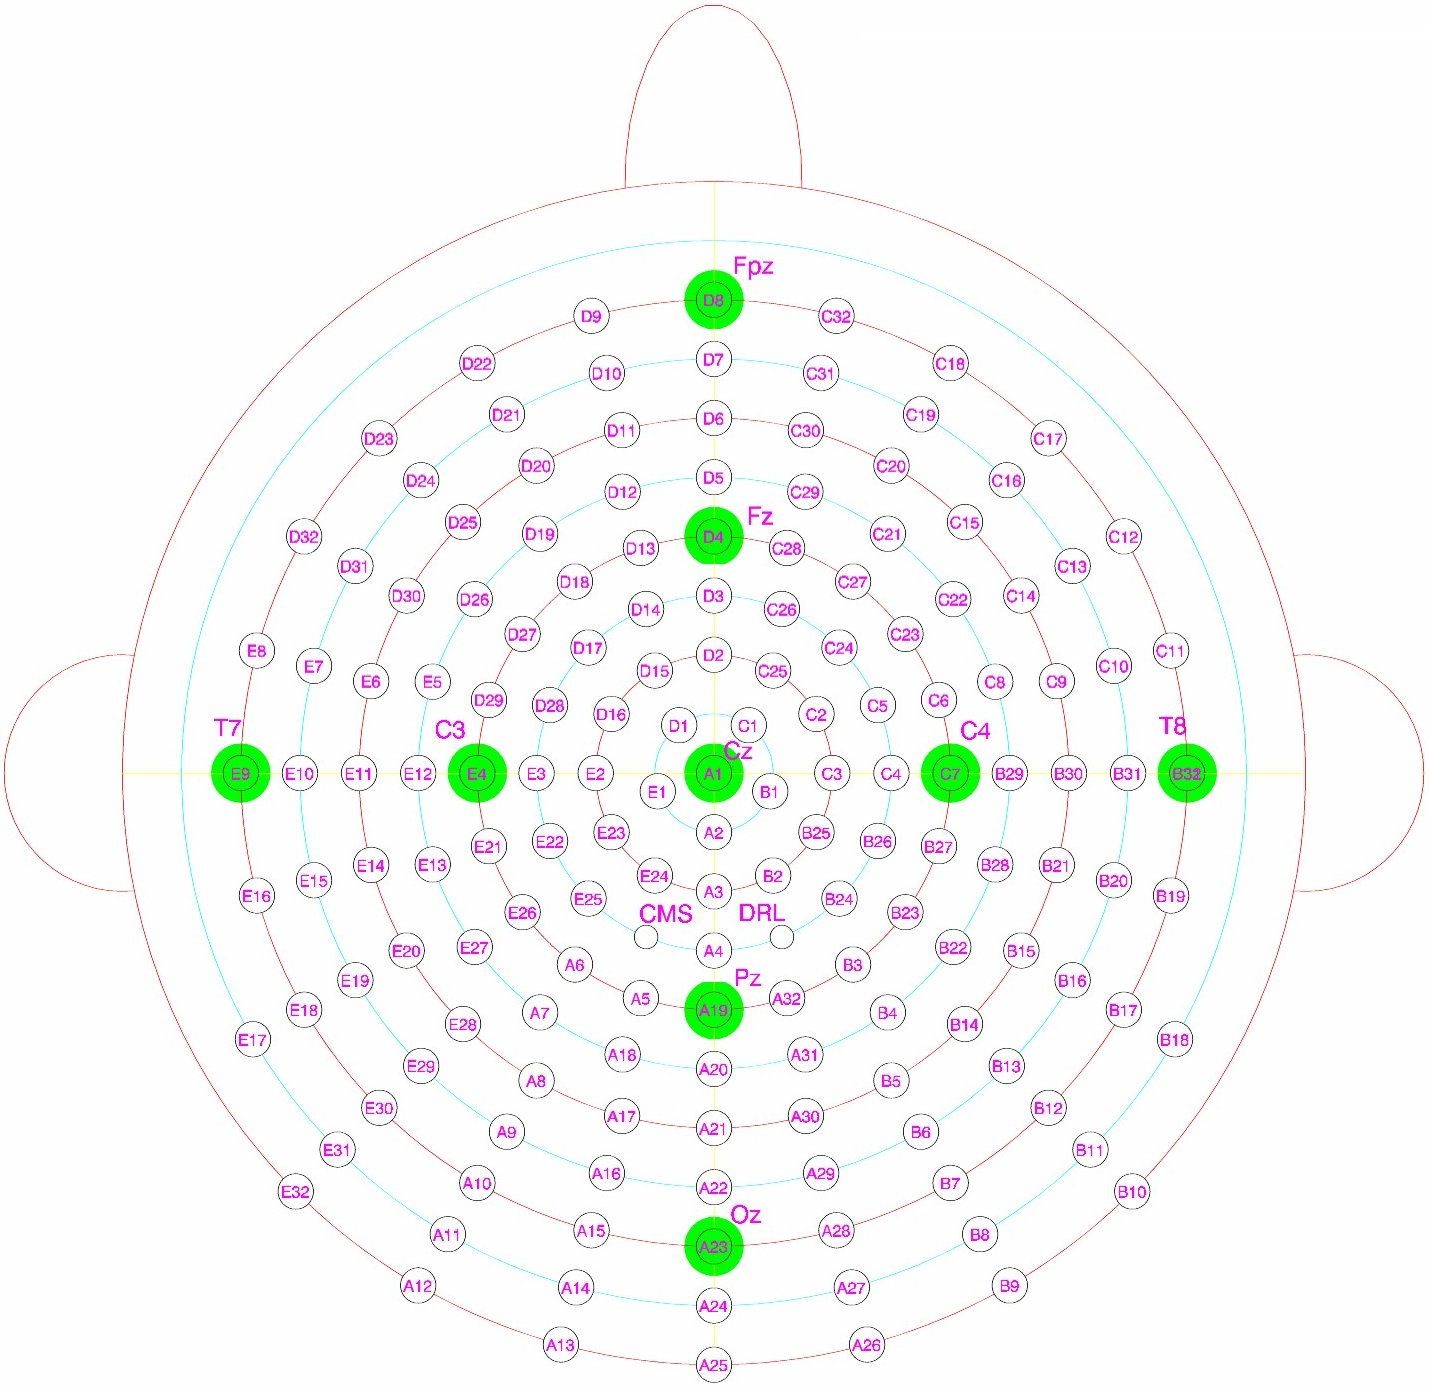 Fpz
D9 D8 C32
D22 D7 C18
D10 C31
D21 D6 C19
D23 D11 C30 C17
D20 D5 C20
D24 D12 C29 C16
D25 Fz C15
D32 D19 D4 C21 C12
D13 C28
D31 D18 C27 C13
D30 D26 D3 C22 C14
D14 C26
D27 C23
E8 D17 D2 C24 C11
E7 D15 C25 C10
E6 E5 C8 C9
D29 D28 D16 C2 C5 C6
T7 C3 D1 C1 C4 T8
Cz
E9 E10 E11 E12 E4 E3 E2 A1 C3 C4 C7 B29 B30 B31 B32
E1 B1
E23 A2 B25
E21 E22 B26 B27
E14 E13 B28 B21
E15 E24 B2 B20
E16 A3 B19
E25 B24
E26 CMS DRL B23
E20 E27 A4 B22 B15
A6 B3
E19 Pz B16
E18 A7 A5 A19 A32 B4 B17
E28 B14
E17 A18 A31 B18
E29 A20 B13
A8 B5
E30 A17 A30 B12
A9 A21 B6
E31 B11
A16 A29
E32 A10 A22 B7 B10
Oz
A11 A15 A23 A28 B8
A12 A14 A27 B9
A24
A13 A26
A25